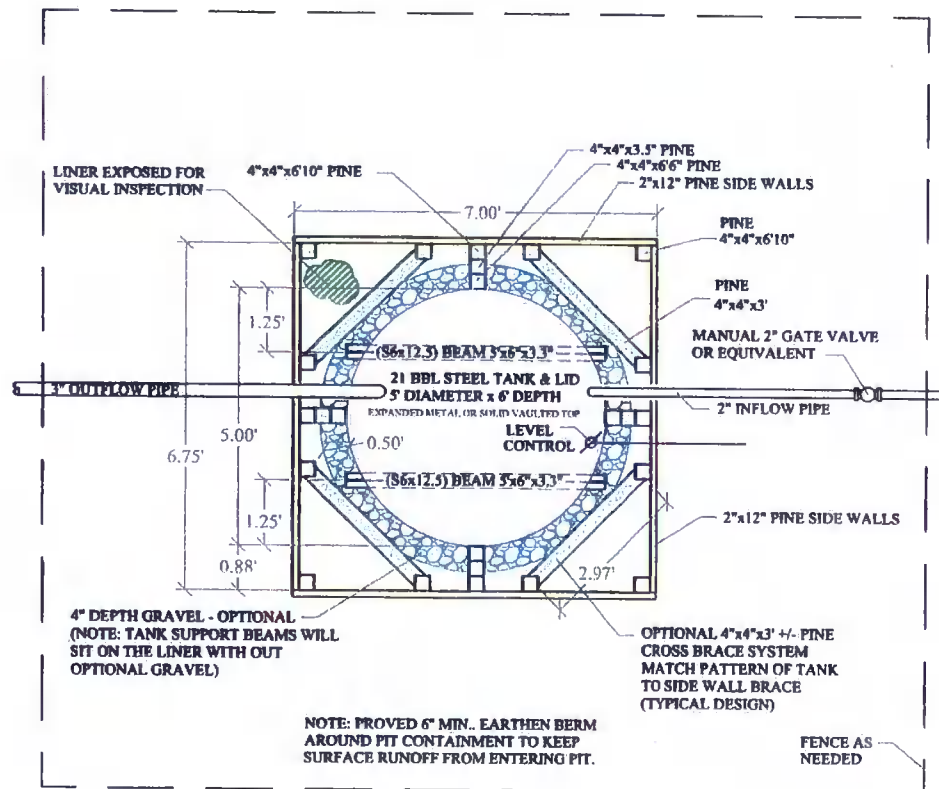 4"x4"x3.5" PINE
4"x4"x6'6" PINE
2"x12" PINE SIDE WALLS
LINER EXPOSED FOR
VISUAL INSPECTION
4"x4"x6'10" PINE
7.00'
PINE
4"x4"x6'10"
PINE
4"x4"x3'
1.25'
MANUAL 2" GATE VALVE
OR EQUIVALENT
(S6x12.5) BEAM 5'x6"x3.3"
3" OUTFLOW PIPE
21 BBL STEEL TANK & LID
5' DIAMETER x 6' DEPTH
EXPANDED METAL OR SOLID VAULTED TOP
2" INFLOW PIPE
LEVEL
CONTROL
5.00'
6.75'
0.50'
(S6x12.5) BEAM 5'x6"x3.3"
1.25'
2"x12" PINE SIDE WALLS
0.88'
2.97'
4" DEPTH GRAVEL - OPTIONAL
(NOTE: TANK SUPPORT BEAMS WILL
SIT ON THE LINER WITH OUT
OPTIONAL GRAVEL)
OPTIONAL 4"x4"x3' +/- PINE
CROSS BRACE SYSTEM
MATCH PATTERN OF TANK
TO SIDE WALL BRACE
(TYPICAL DESIGN)
NOTE: PROVED 6" MIN.. EARTHEN BERM
AROUND PIT CONTAINMENT TO KEEP
SURFACE RUNOFF FROM ENTERING PIT.
FENCE AS
NEEDED